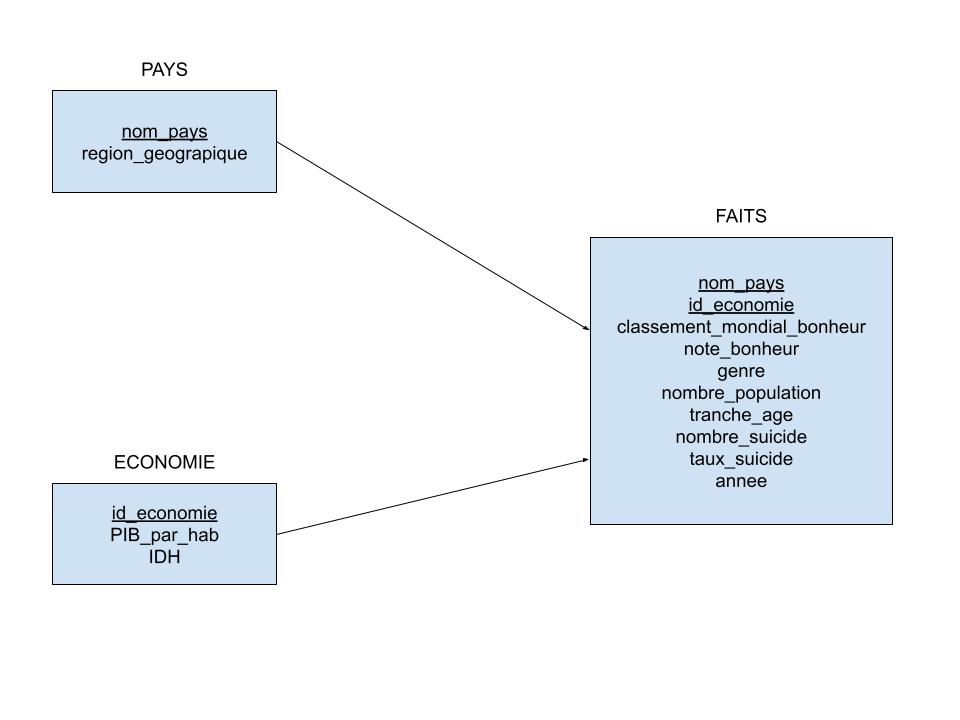 PAYS
nom_pays
region_geograpique
FAITS
nom_pays
id_economie
classement_mondial_bonheur
note_bonheur
genre
nombre_population
tranche_age
nombre_suicide
taux_suicide
annee
ECONOMIE
id_economie
PIB_par_hab
IDH